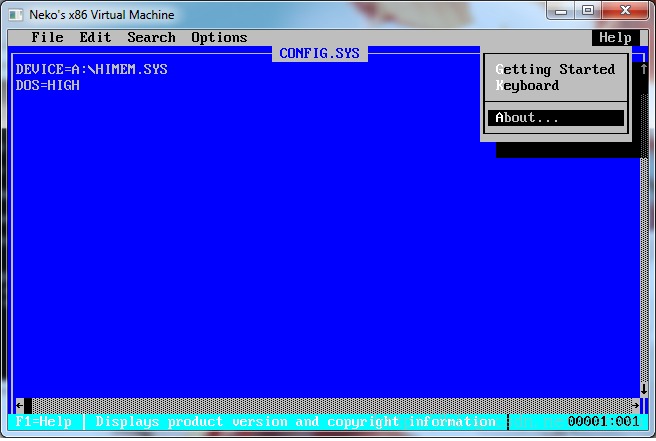 Neko's x86 Virtual Machine
File Edit Search Options Help
CONFIG.SYS
DEVICE=A:\HIMEM.SYS
DOS=HIGH
Getting Started
Keyboard
About...
F1=Help | Displays product version and copyright information 00001:001